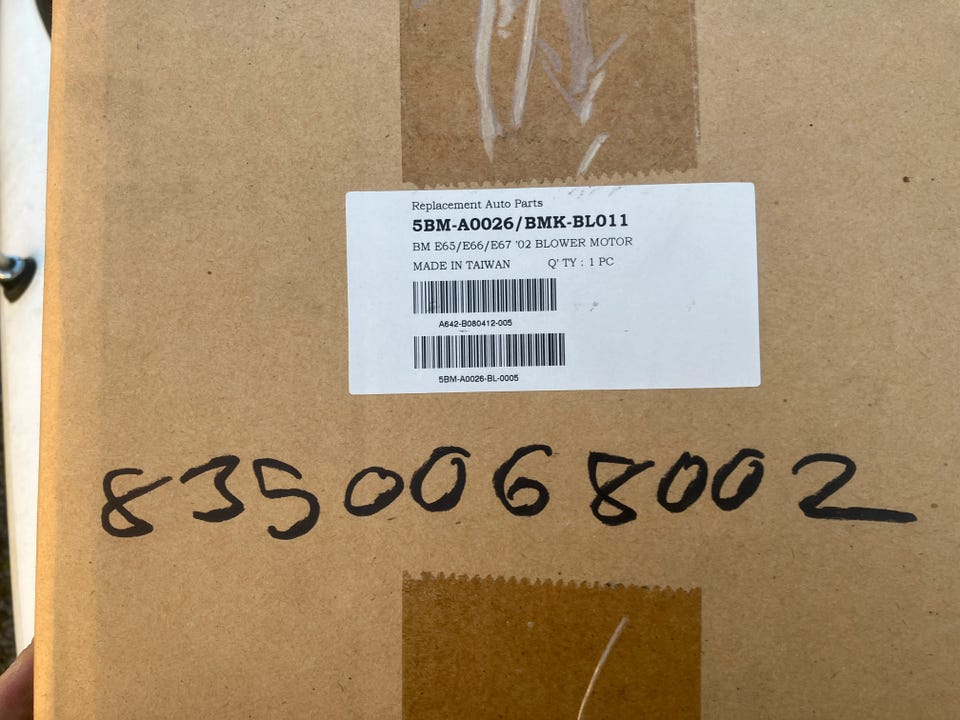 Replacement Auto Parts
5BM-A0026/BMK-BL011
BM E65/E66/E67 '02 BLOWER MOTOR
MADE IN TAIWAN Q' TY : 1 PC
A642-B080412-005
5BM-A0026-BL-0005
8350068002